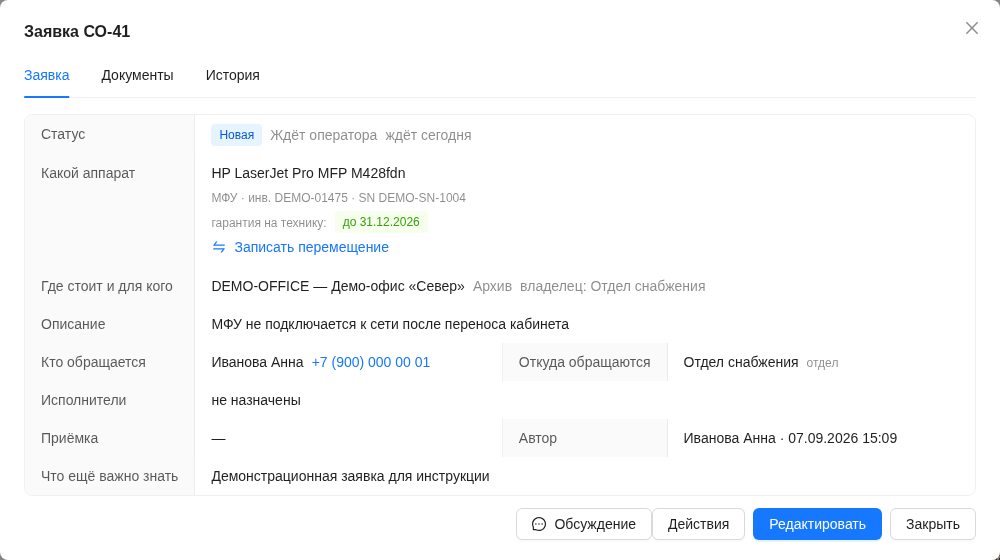 Заявка СО-41
Заявка Документы История
Статус Новая Ждёт оператора ждёт сегодня
Какой аппарат HP LaserJet Pro MFP M428fdn
МФУ · инв. DEMO-01475 · SN DEMO-SN-1004
гарантия на технику: до 31.12.2026
Записать перемещение
Где стоит и для кого DEMO-OFFICE — Демо-офис «Север» Архив владелец: Отдел снабжения
Описание МФУ не подключается к сети после переноса кабинета
Кто обращается Иванова Анна +7 (900) 000 00 01 Откуда обращаются Отдел снабжения отдел
Исполнители не назначены
Приёмка — Автор Иванова Анна · 07.09.2026 15:09
Что ещё важно знать Демонстрационная заявка для инструкции
Обсуждение Действия Редактировать Закрыть